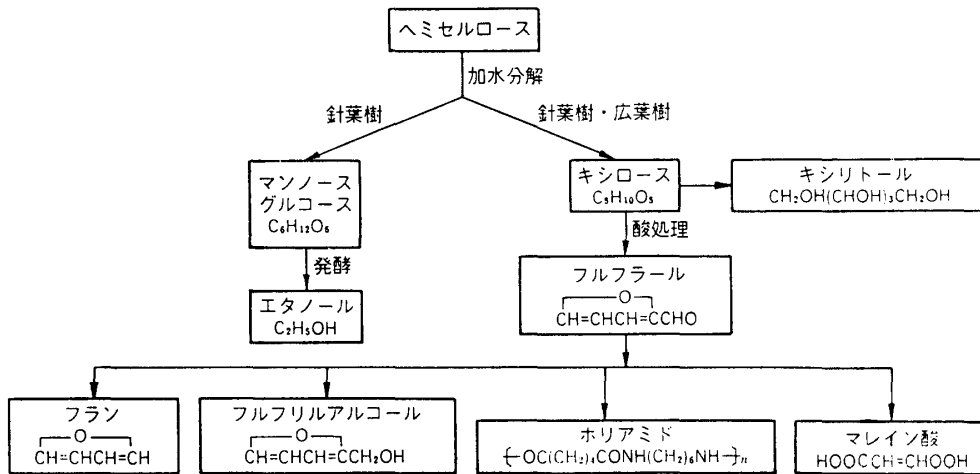 ヘミセルロース
加水分解
針葉樹
針葉樹・広葉樹
マンノース
グルコース
C₆H₁₂O₆
キシロース
C₅H₁₀O₅
キシリトール
CH₂OH(CHOH)₃CH₂OH
発酵
酸処理
エタノール
C₂H₅OH
フルフラール
O
CH=CHCH=CCHO
フラン
O
CH=CHCH=CH
フルフリルアルコール
O
CH=CHCH=CCH₂OH
ホリアミド
{OC(CH₂)₄CONH(CH₂)₆NH}n
マレイン酸
HOOCCH=CHOOH